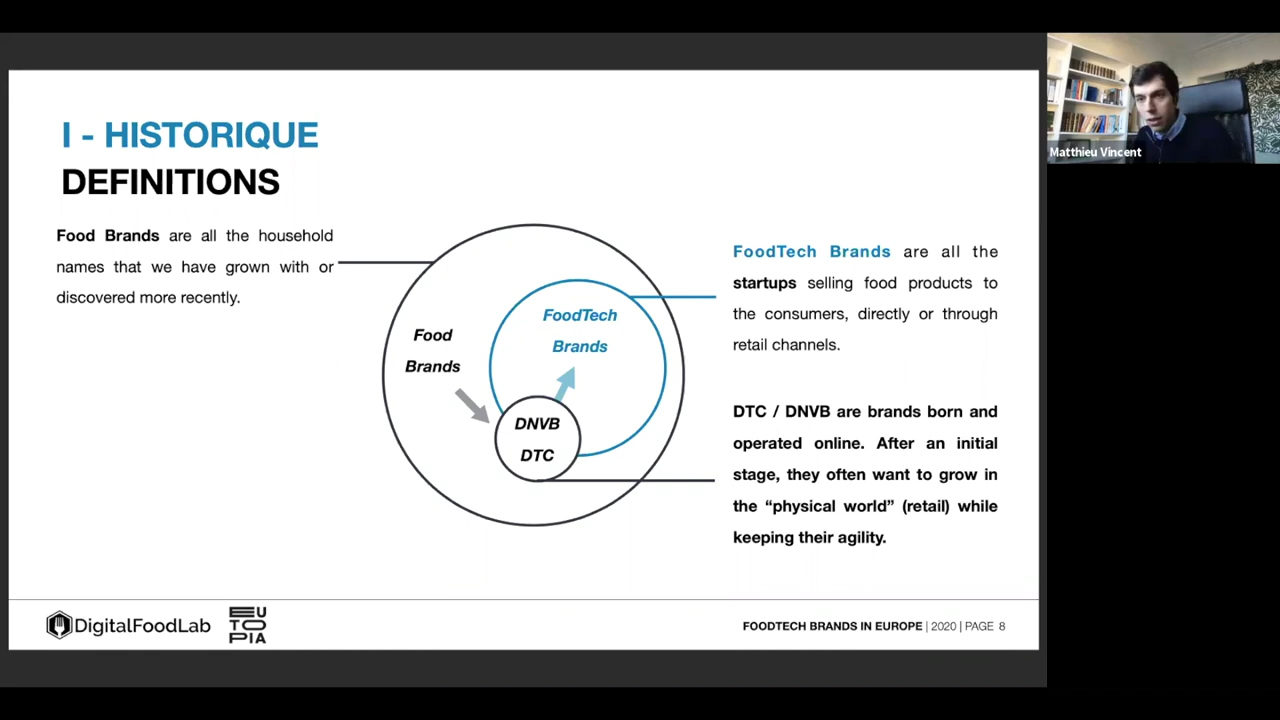 I - HISTORIQUE
DEFINITIONS
Food Brands are all the household
names that we have grown with or
discovered more recently.
Food
Brands
FoodTech
Brands
DNVB
DTC
FoodTech Brands are all the
startups selling food products to
the consumers, directly or through
retail channels.
DTC / DNVB are brands born and
operated online. After an initial
stage, they often want to grow in
the “physical world” (retail) while
keeping their agility.
DigitalFoodLab
EU
TO
PIA
FOODTECH BRANDS IN EUROPE | 2020 | PAGE 8
Matthieu Vincent